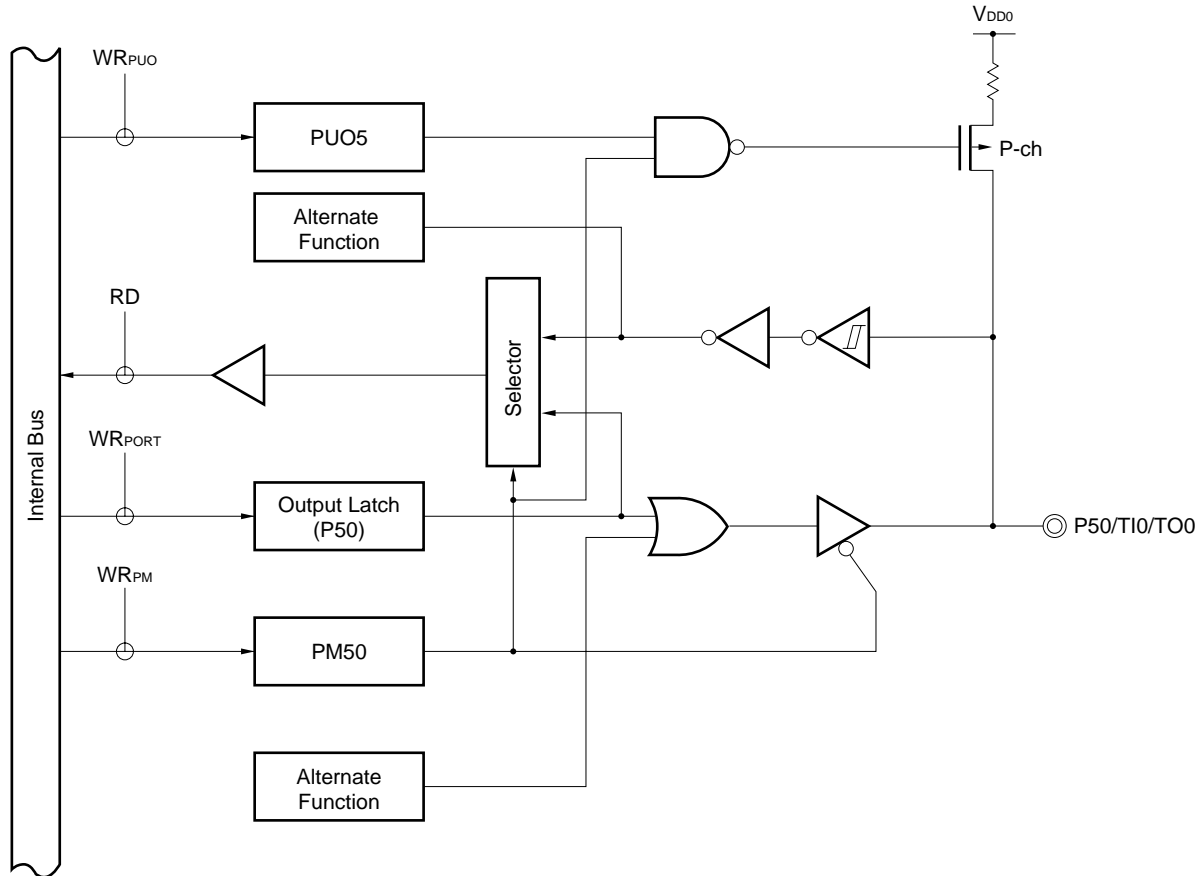 VDD0
WRPUO
PUO5
P-ch
Alternate
Function
RD
Selector
Internal Bus
WRPORT
Output Latch
(P50)
P50/TI0/TO0
WRPM
PM50
Alternate
Function